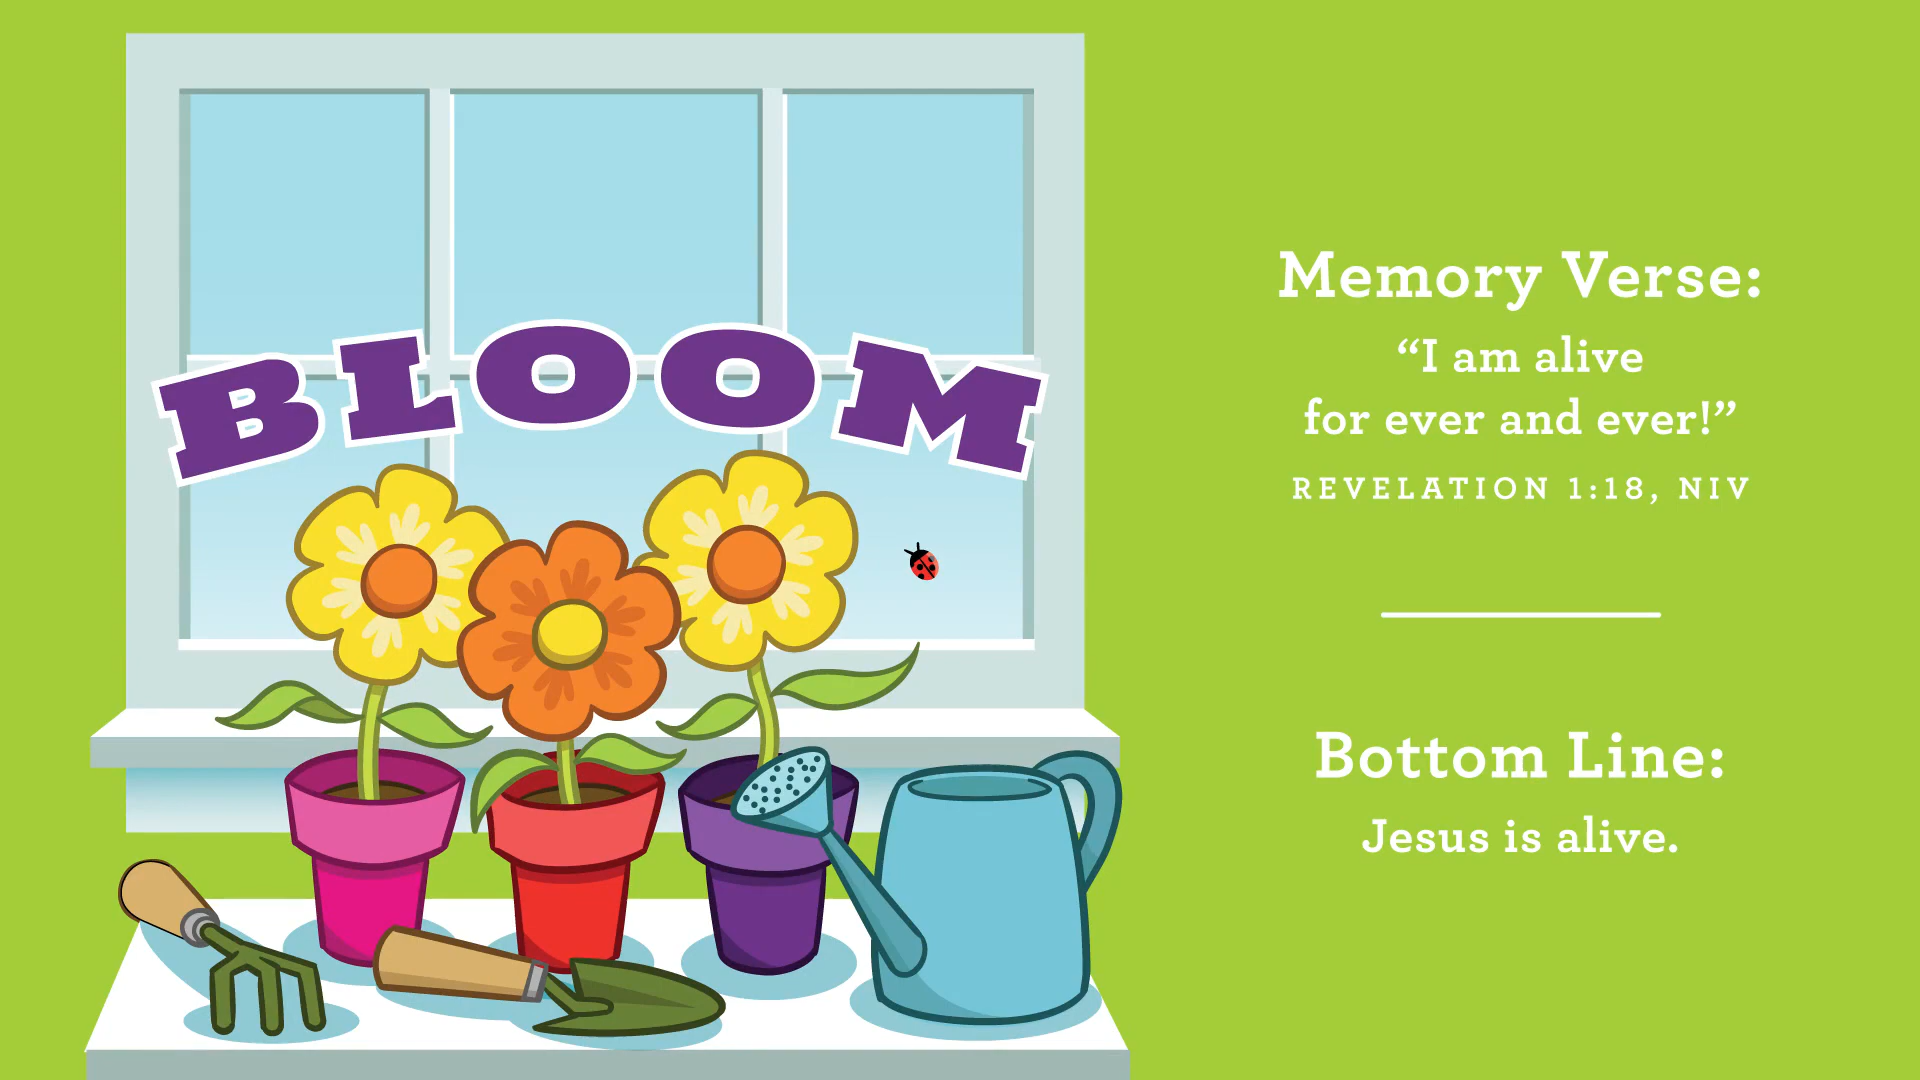 BLOOM
Memory Verse:
“I am alive
for ever and ever!”
REVELATION 1:18, NIV
Bottom Line:
Jesus is alive.